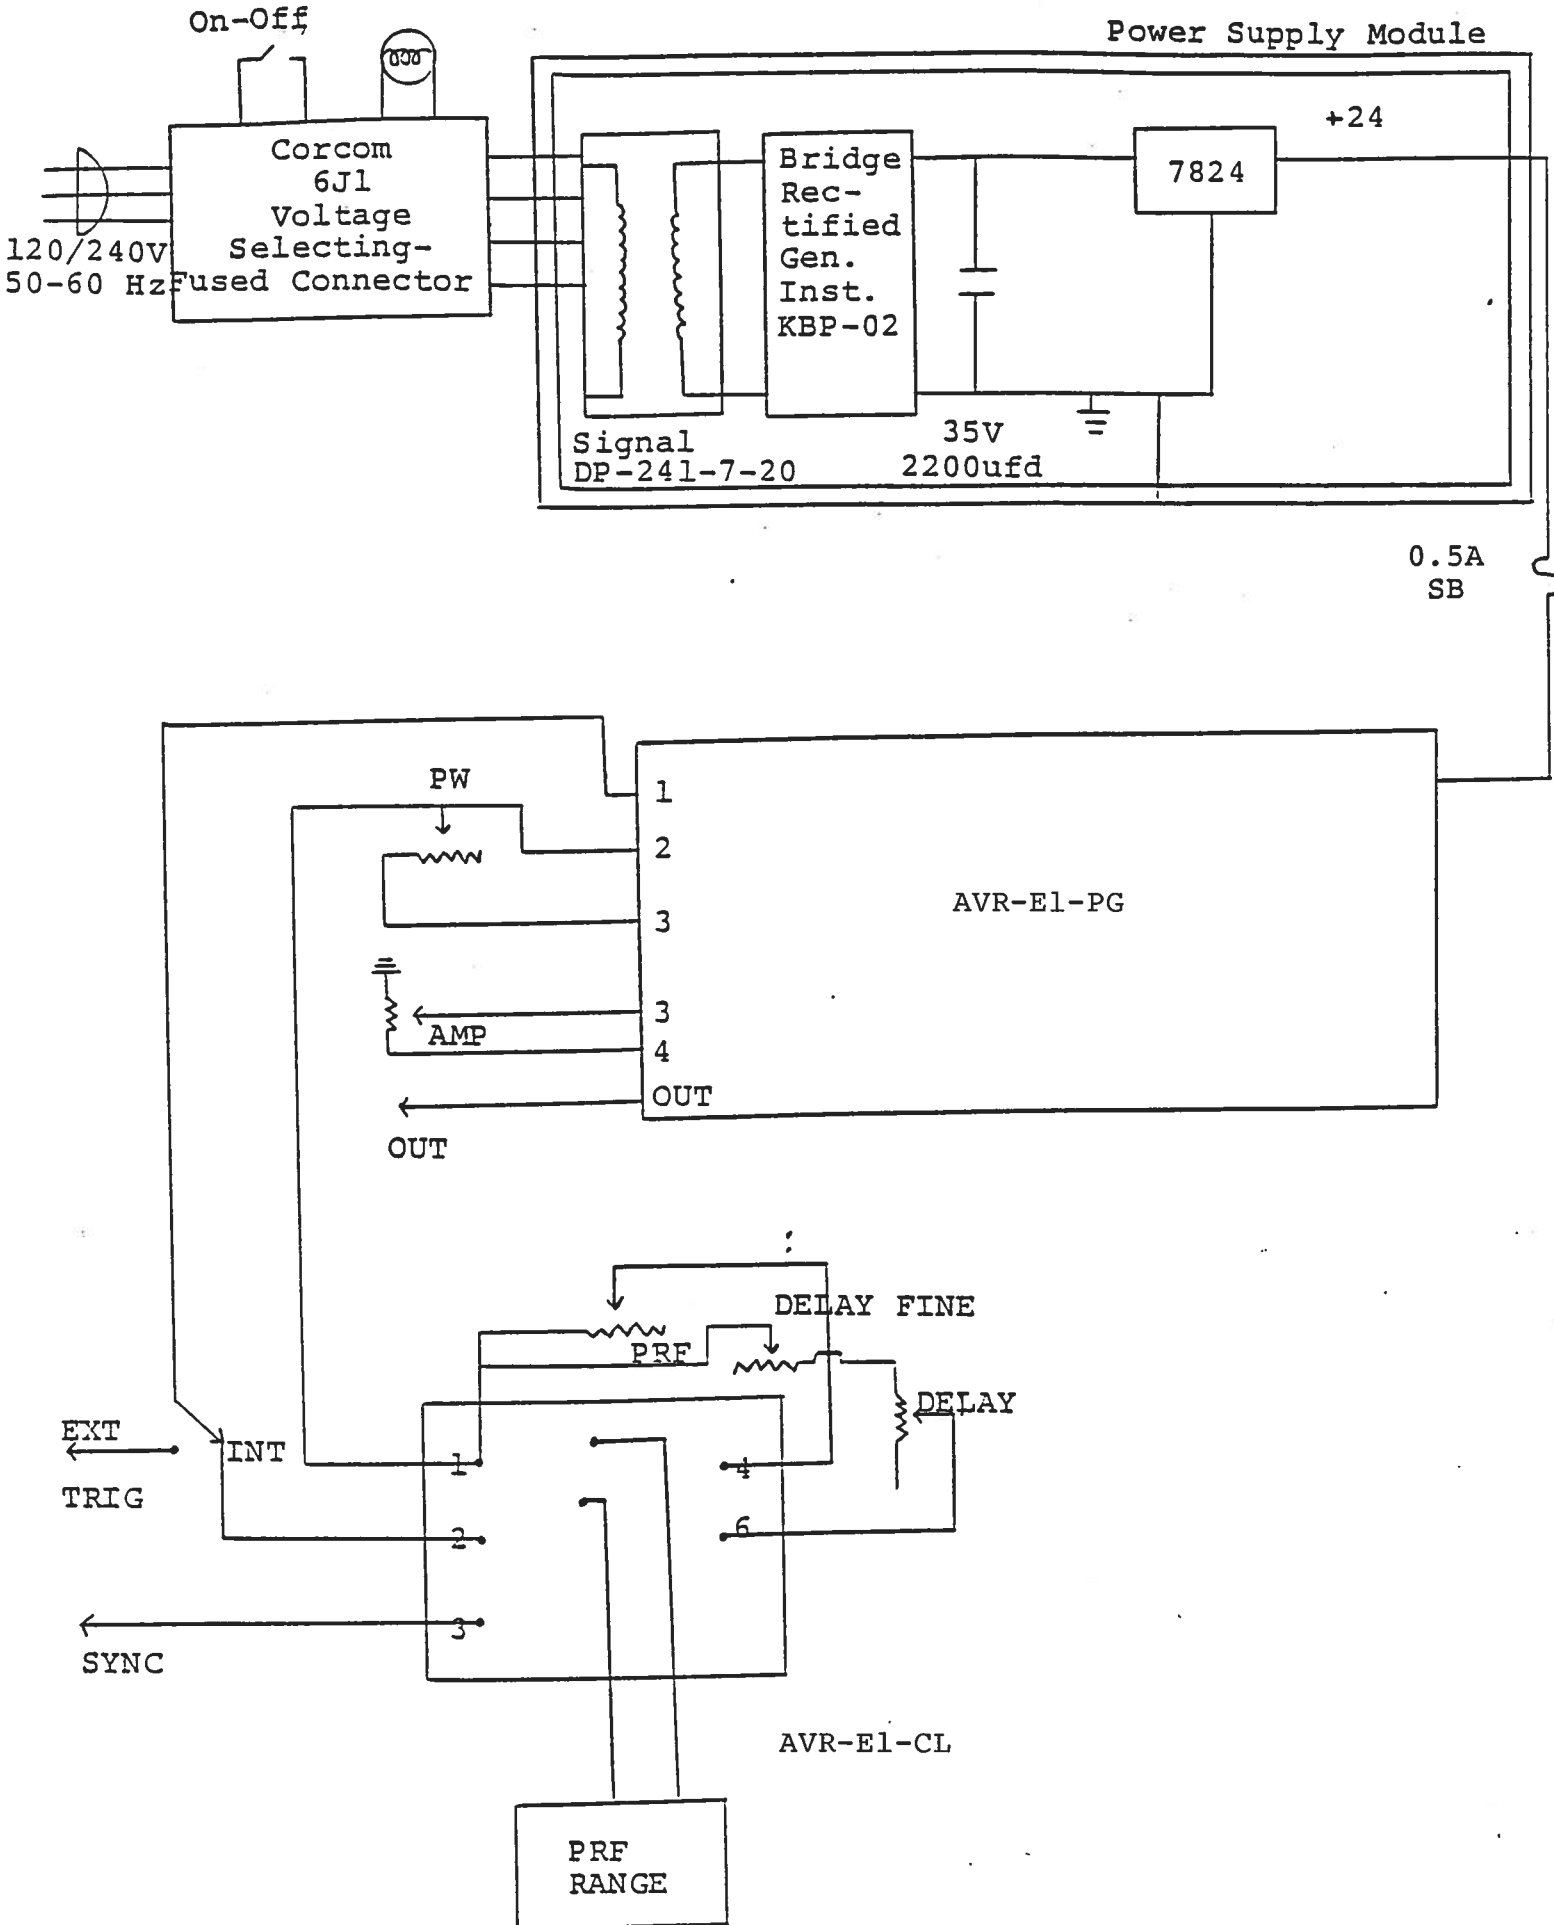 On-Off
Power Supply Module
+24
Corcom
6J1
Voltage
Selecting-
Fused Connector
120/240V
50-60 Hz
Bridge
Rec-
tified
Gen.
Inst.
KBP-02
7824
Signal
DP-241-7-20
35V
2200ufd
0.5A
SB
PW
1
2
3
3
4
OUT
AMP
OUT
AVR-E1-PG
DELAY FINE
PRF
DELAY
EXT
TRIG
INT
1
2
3
4
6
SYNC
AVR-E1-CL
PRF
RANGE